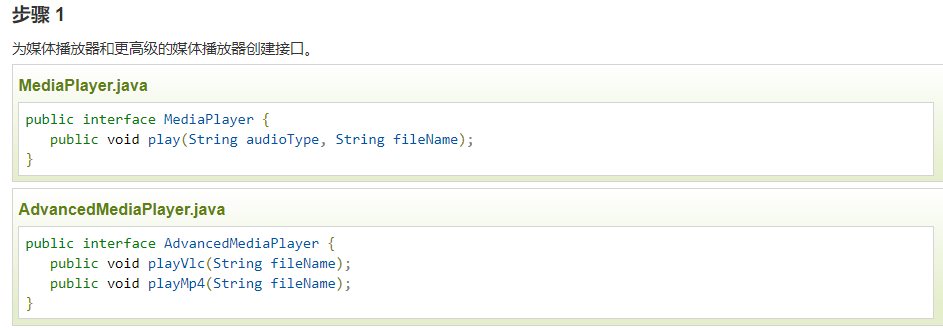 步骤 1
为媒体播放器和更高级的媒体播放器创建接口。
MediaPlayer.java
public interface MediaPlayer {
   public void play(String audioType, String fileName);
}
AdvancedMediaPlayer.java
public interface AdvancedMediaPlayer {
   public void playVlc(String fileName);
   public void playMp4(String fileName);
}